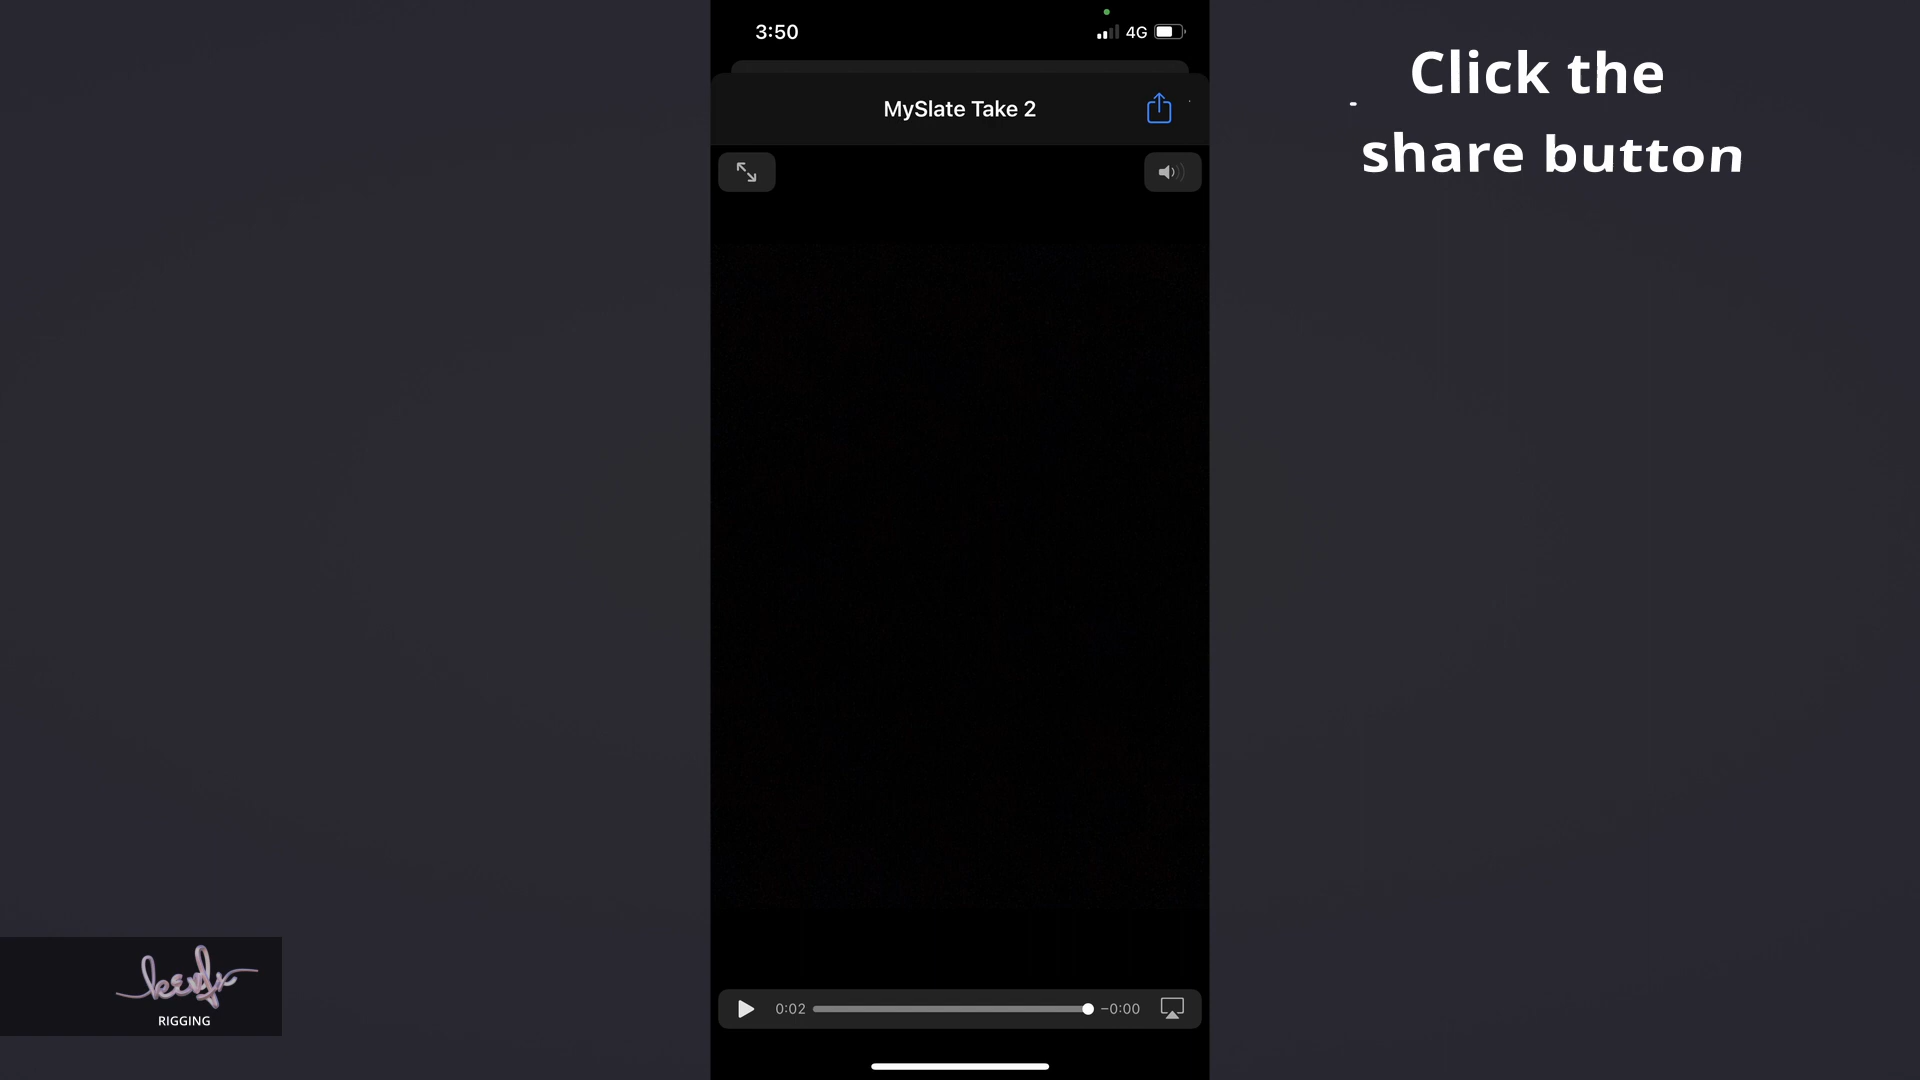 3:50
4G
MySlate Take 2
Click the
share button
0:02
−0:00
RIGGING